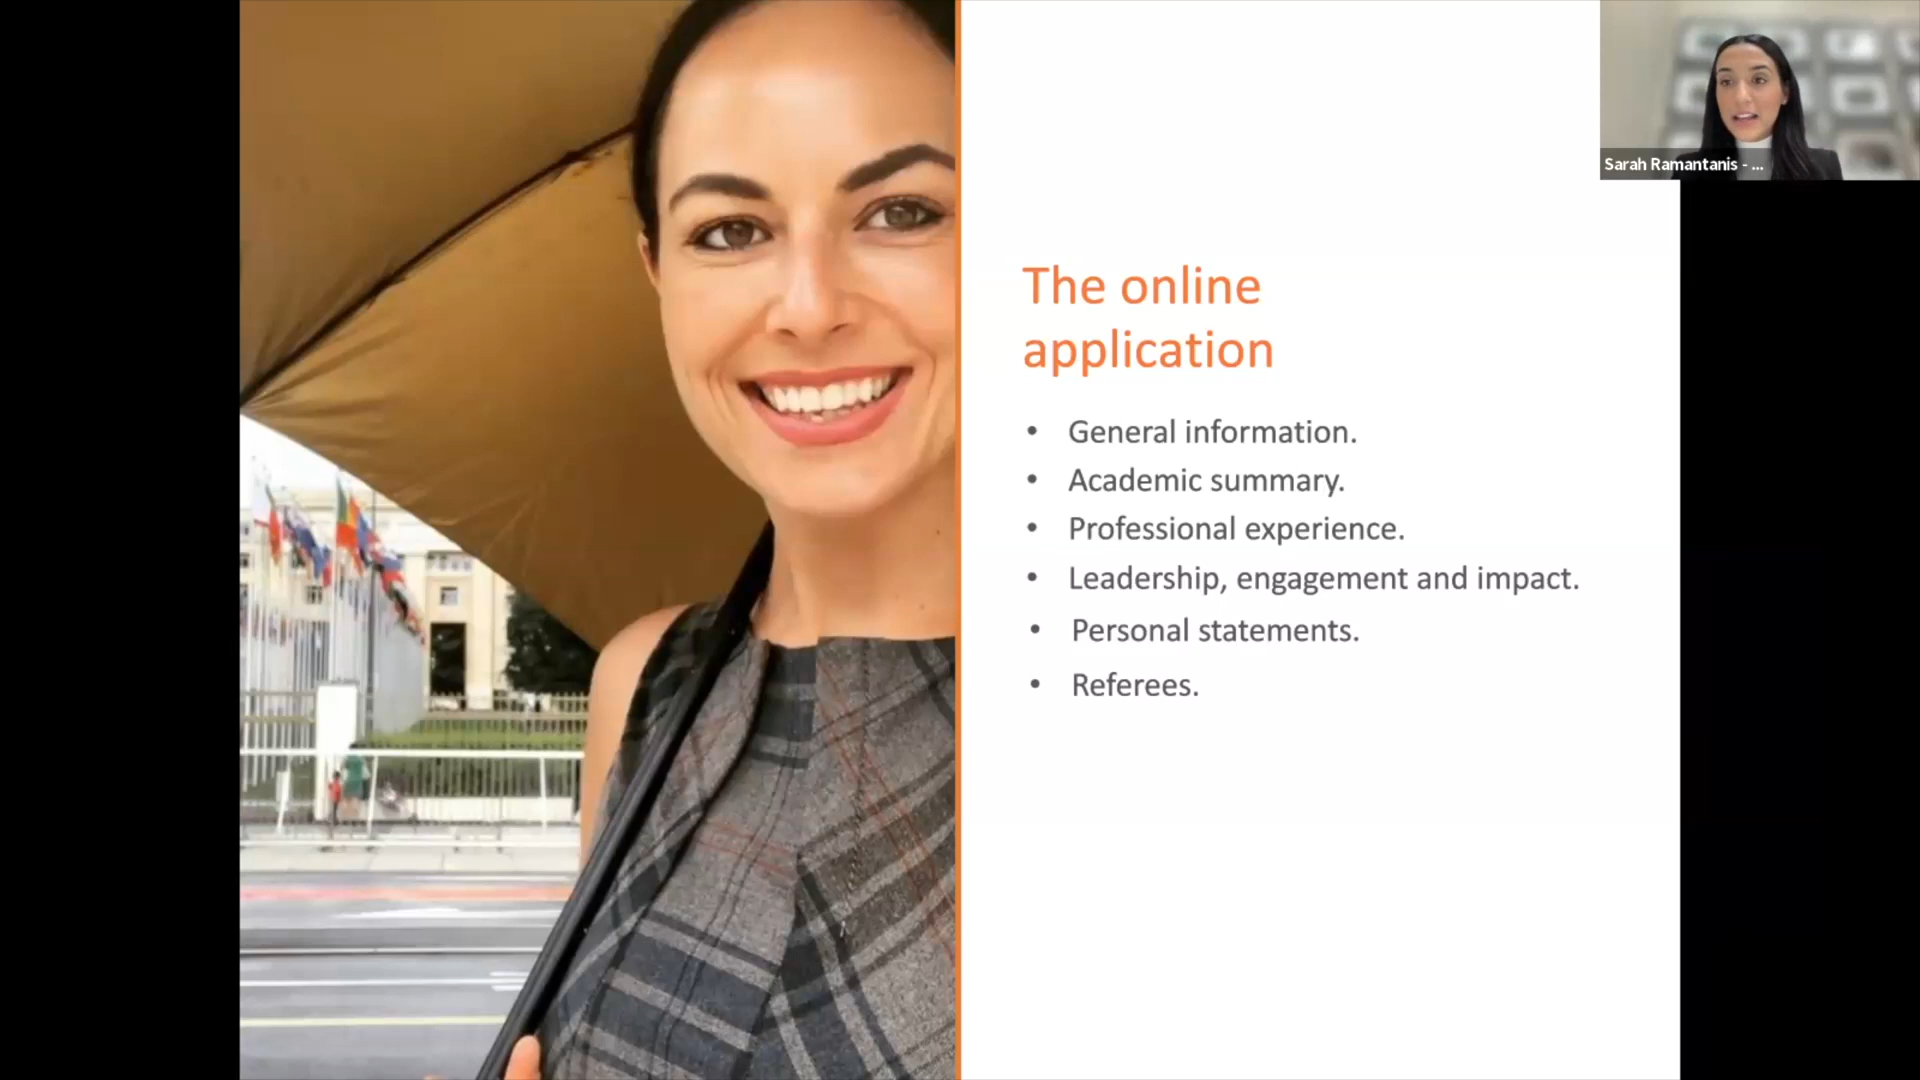 Sarah Ramantanis - ...
The online
application
• General information.
• Academic summary.
• Professional experience.
• Leadership, engagement and impact.
• Personal statements.
• Referees.